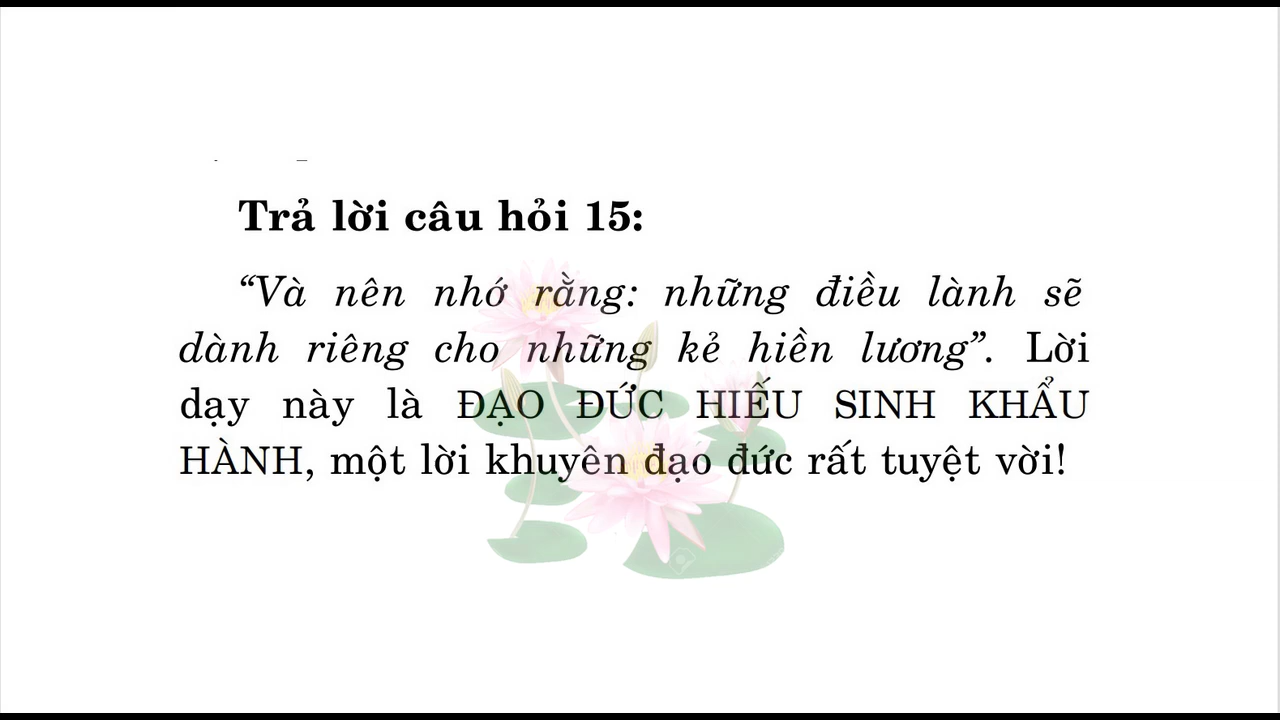 Trả lời câu hỏi 15:
“Và nên nhớ rằng: những điều lành sẽ
dành riêng cho những kẻ hiền lương”. Lời
dạy này là ĐẠO ĐỨC HIẾU SINH KHẨU
HÀNH, một lời khuyên đạo đức rất tuyệt vời!